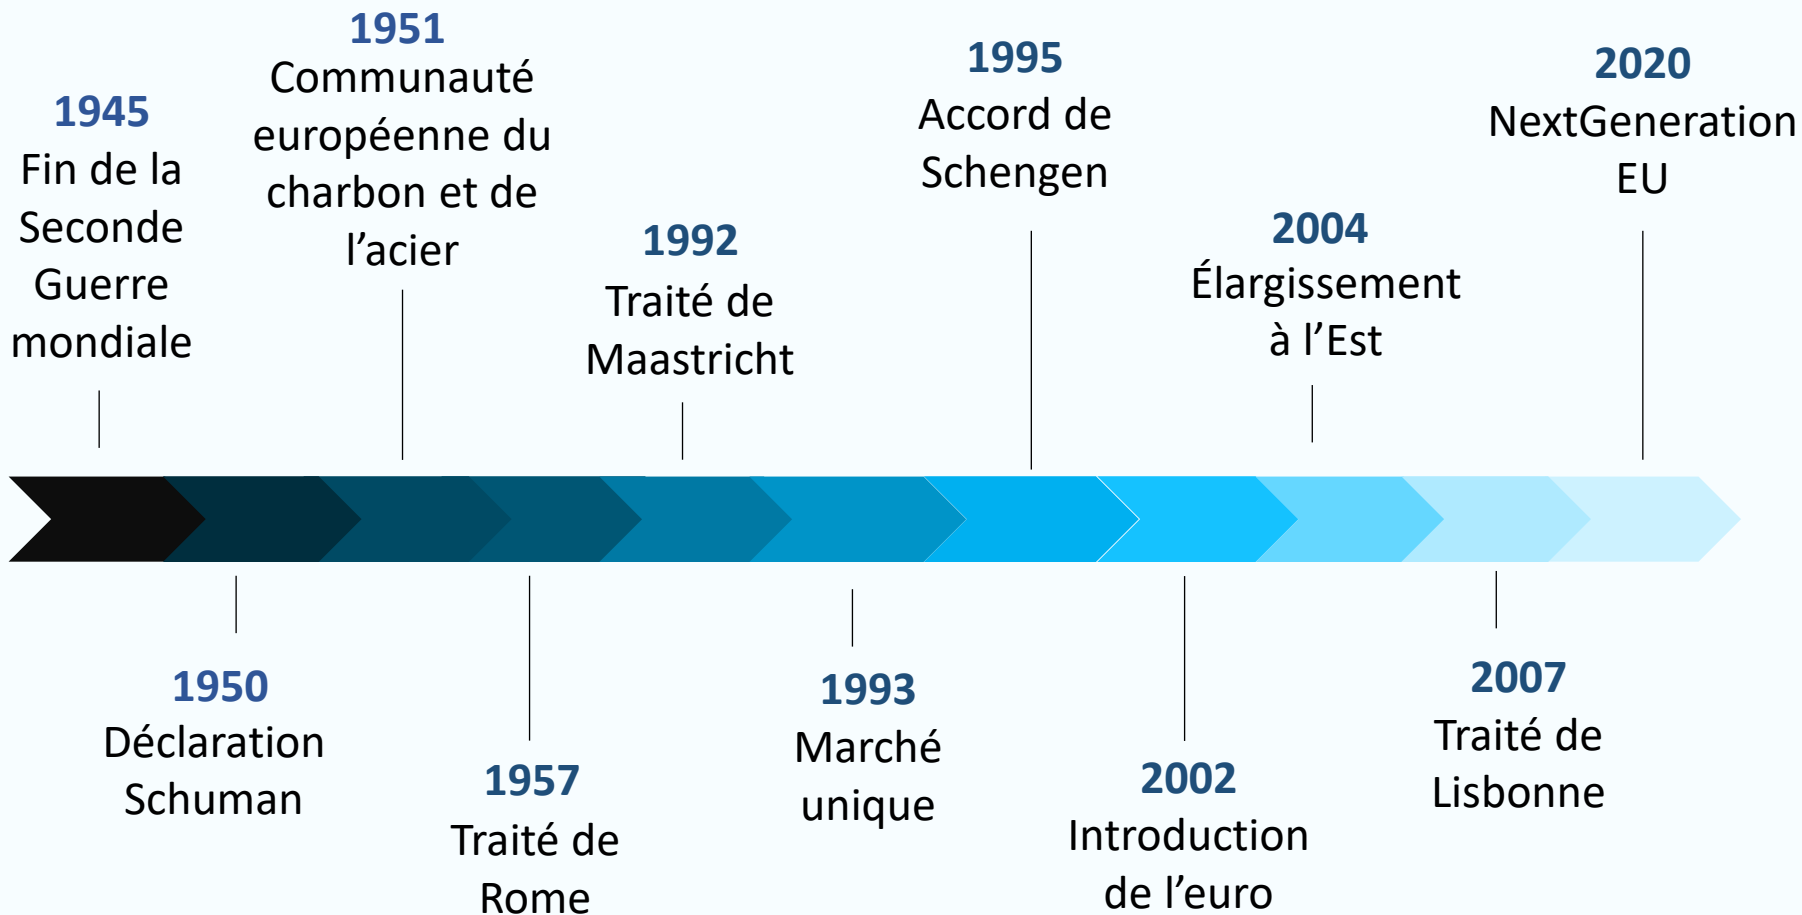 1945
Fin de la
Seconde
Guerre
mondiale
1950
Déclaration
Schuman
1951
Communauté
européenne du
charbon et de
l’acier
1957
Traité de
Rome
1992
Traité de
Maastricht
1993
Marché
unique
1995
Accord de
Schengen
2002
Introduction
de l’euro
2004
Élargissement
à l’Est
2007
Traité de
Lisbonne
2020
NextGeneration
EU